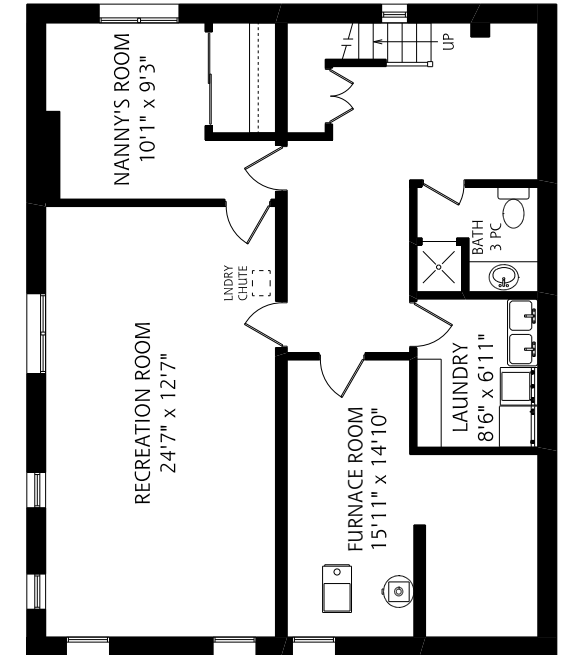 NANNY'S ROOM
10'1" x 9'3"
UP
BATH
3 PC
LNDRY
CHUTE
RECREATION ROOM
24'7" x 12'7"
LAUNDRY
8'6" x 6'11"
FURNACE ROOM
15'11" x 14'10"